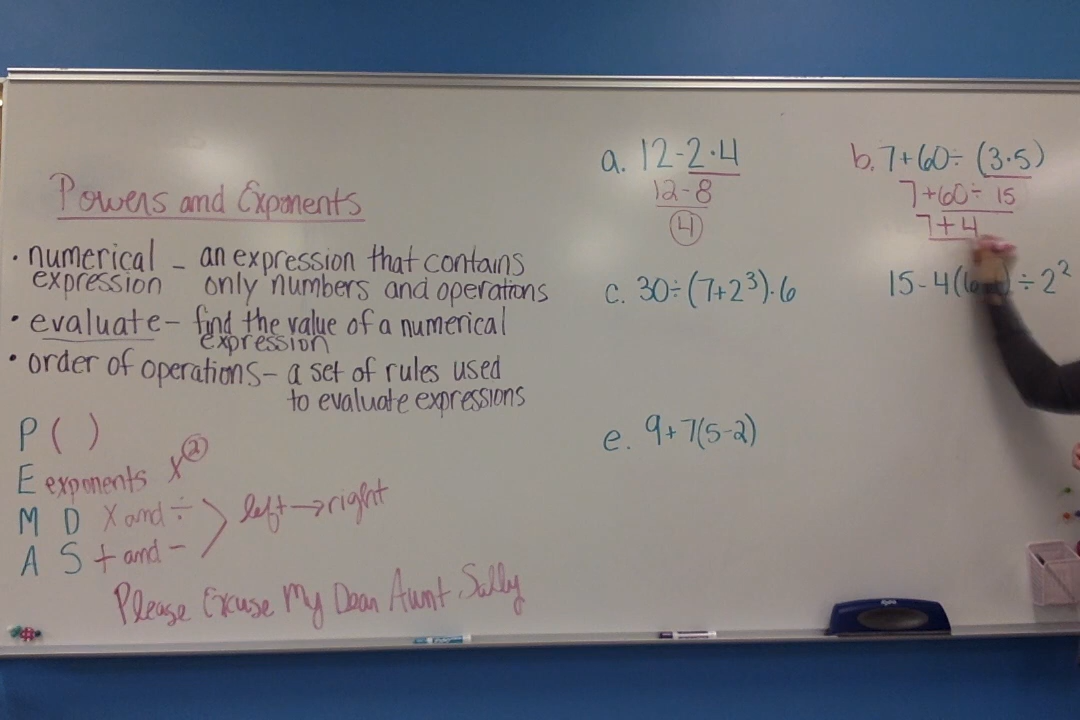 Powers and Exponents
• numerical expression – an expression that contains
only numbers and operations
• evaluate – find the value of a numerical
expression
• order of operations – a set of rules used
to evaluate expressions
P ( )
E exponents x²
M D x and ÷
A S + and - > left → right
Please Excuse My Dear Aunt Sally
a. 12-2·4
12-8
4
b. 7+60÷(3·5)
7+60÷15
7+4
c. 30÷(7+2³)·6
15-4( ) ÷2²
e. 9+7(5-2)
expo